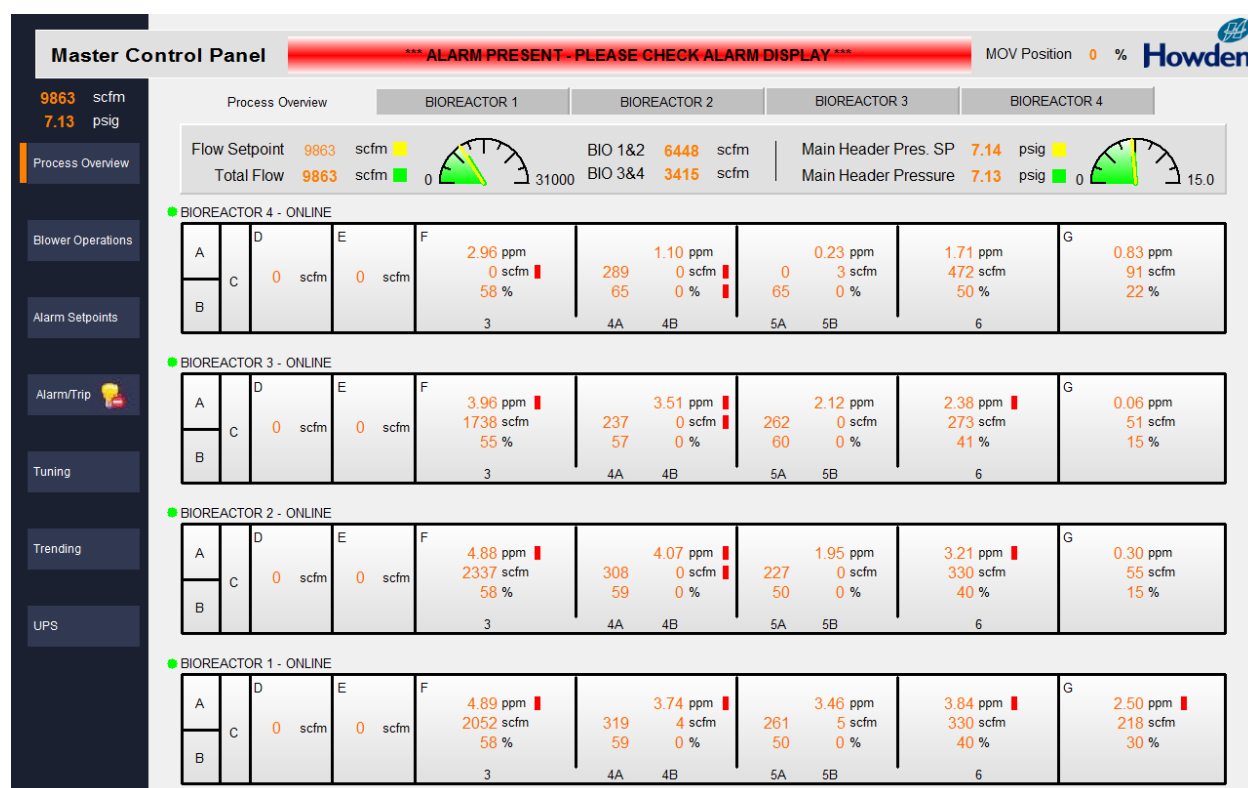 Master Control Panel
*** ALARM PRESENT - PLEASE CHECK ALARM DISPLAY ***
MOV Position 0 %
Howden
9863 scfm
7.13 psig
Process Overview
Blower Operations
Alarm Setpoints
Alarm/Trip
Tuning
Trending
UPS
Process Overview BIOREACTOR 1 BIOREACTOR 2 BIOREACTOR 3 BIOREACTOR 4
Flow Setpoint 9863 scfm BIO 1&2 6448 scfm Main Header Pres. SP 7.14 psig
Total Flow 9863 scfm 0 31000 BIO 3&4 3415 scfm Main Header Pressure 7.13 psig 0 15.0
BIOREACTOR 4 - ONLINE
D E F G
A 2.96 ppm 1.10 ppm 0.23 ppm 1.71 ppm 0.83 ppm
C 0 scfm 0 scfm 0 scfm 289 0 scfm 0 3 scfm 472 scfm 91 scfm
58 % 65 0 % 65 0 % 50 % 22 %
B
3 4A 4B 5A 5B 6
BIOREACTOR 3 - ONLINE
D E F G
A 3.96 ppm 3.51 ppm 2.12 ppm 2.38 ppm 0.06 ppm
C 0 scfm 0 scfm 1738 scfm 237 0 scfm 262 0 scfm 273 scfm 51 scfm
55 % 57 0 % 60 0 % 41 % 15 %
B
3 4A 4B 5A 5B 6
BIOREACTOR 2 - ONLINE
D E F G
A 4.88 ppm 4.07 ppm 1.95 ppm 3.21 ppm 0.30 ppm
C 0 scfm 0 scfm 2337 scfm 308 0 scfm 227 0 scfm 330 scfm 55 scfm
58 % 59 0 % 50 0 % 40 % 15 %
B
3 4A 4B 5A 5B 6
BIOREACTOR 1 - ONLINE
D E F G
A 4.89 ppm 3.74 ppm 3.46 ppm 3.84 ppm 2.50 ppm
C 0 scfm 0 scfm 2052 scfm 319 4 scfm 261 5 scfm 330 scfm 218 scfm
58 % 59 0 % 50 0 % 40 % 30 %
B
3 4A 4B 5A 5B 6